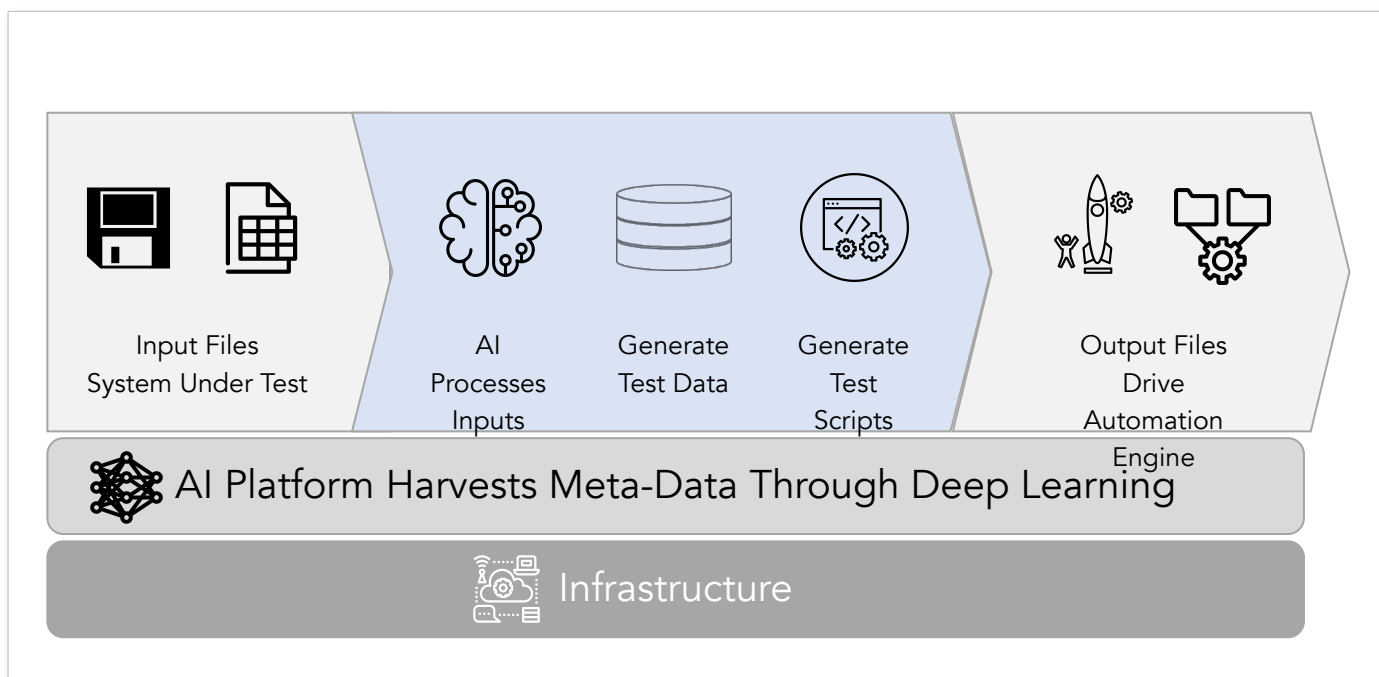 Input Files
System Under Test
AI
Processes
Inputs
Generate
Test Data
Generate
Test
Scripts
Output Files
Drive
Automation
Engine
AI Platform Harvests Meta-Data Through Deep Learning
Infrastructure